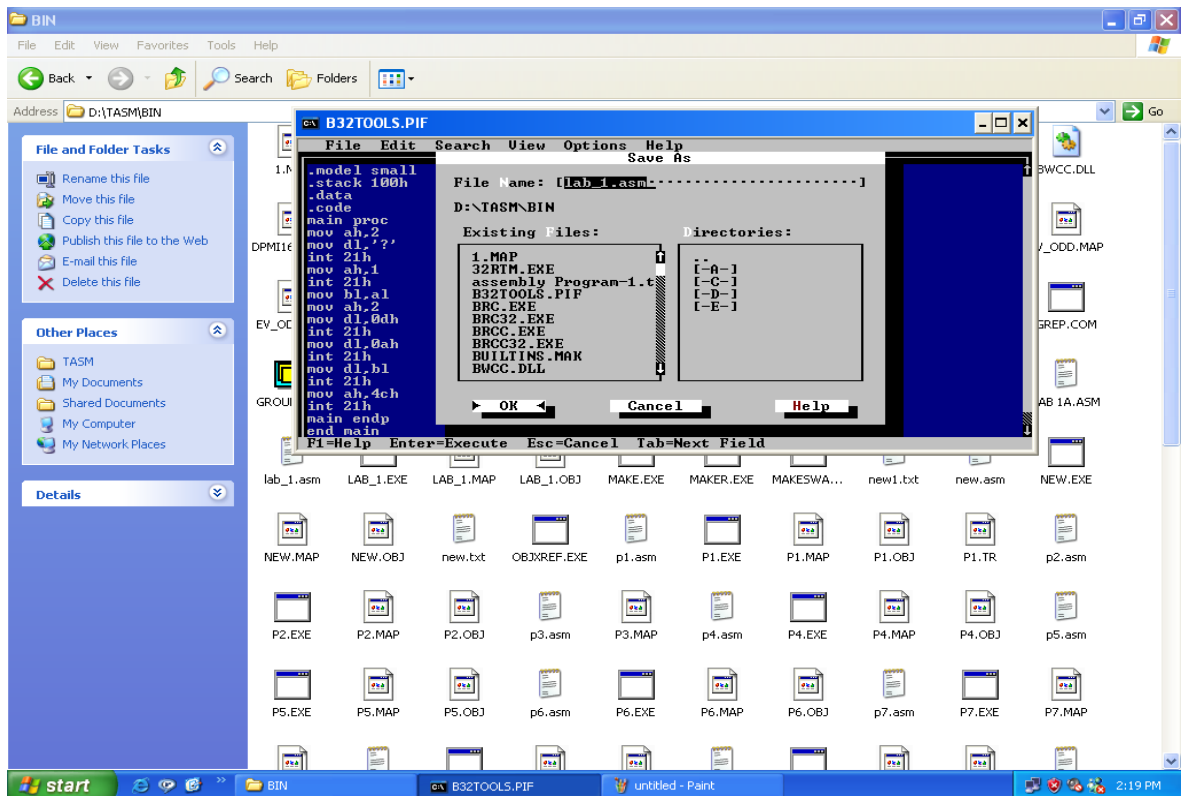 BIN
File Edit View Favorites Tools Help
Back Search Folders
Address D:\TASM\BIN Go
File and Folder Tasks
Rename this file
Move this file
Copy this file
Publish this file to the Web
E-mail this file
Delete this file
Other Places
TASM
My Documents
Shared Documents
My Computer
My Network Places
Details
B32TOOLS.PIF
File Edit Search View Options Help
Save As
.model small
.stack 100h
.data
.code
main proc
mov ah,2
mov dl,'?'
int 21h
mov ah,1
int 21h
mov bl,al
mov ah,2
mov dl,0dh
int 21h
mov dl,0ah
int 21h
mov dl,bl
int 21h
mov ah,4ch
int 21h
main endp
end main
File Name: [lab_1.asm························]
D:\TASM\BIN
Existing Files: Directories:
1.MAP
32RTM.EXE
assembly Program-1.t
B32TOOLS.PIF
BRC.EXE
BRC32.EXE
BRCC.EXE
BRCC32.EXE
BUILTINS.MAK
BWCC.DLL
..
[-A-]
[-C-]
[-D-]
[-E-]
OK Cancel Help
F1=Help Enter=Execute Esc=Cancel Tab=Next Field
BWCC.DLL
DPMI16
GREP.COM
lab_1.asm LAB_1.EXE LAB_1.MAP LAB_1.OBJ MAKE.EXE MAKER.EXE MAKESWA... new1.txt new.asm NEW.EXE
NEW.MAP NEW.OBJ new.txt OBJXREF.EXE p1.asm P1.EXE P1.MAP P1.OBJ P1.TR p2.asm
P2.EXE P2.MAP P2.OBJ p3.asm P3.MAP p4.asm P4.EXE P4.MAP P4.OBJ p5.asm
P5.EXE P5.MAP P5.OBJ p6.asm P6.EXE P6.MAP P6.OBJ p7.asm P7.EXE P7.MAP
start BIN B32TOOLS.PIF untitled - Paint 2:19 PM